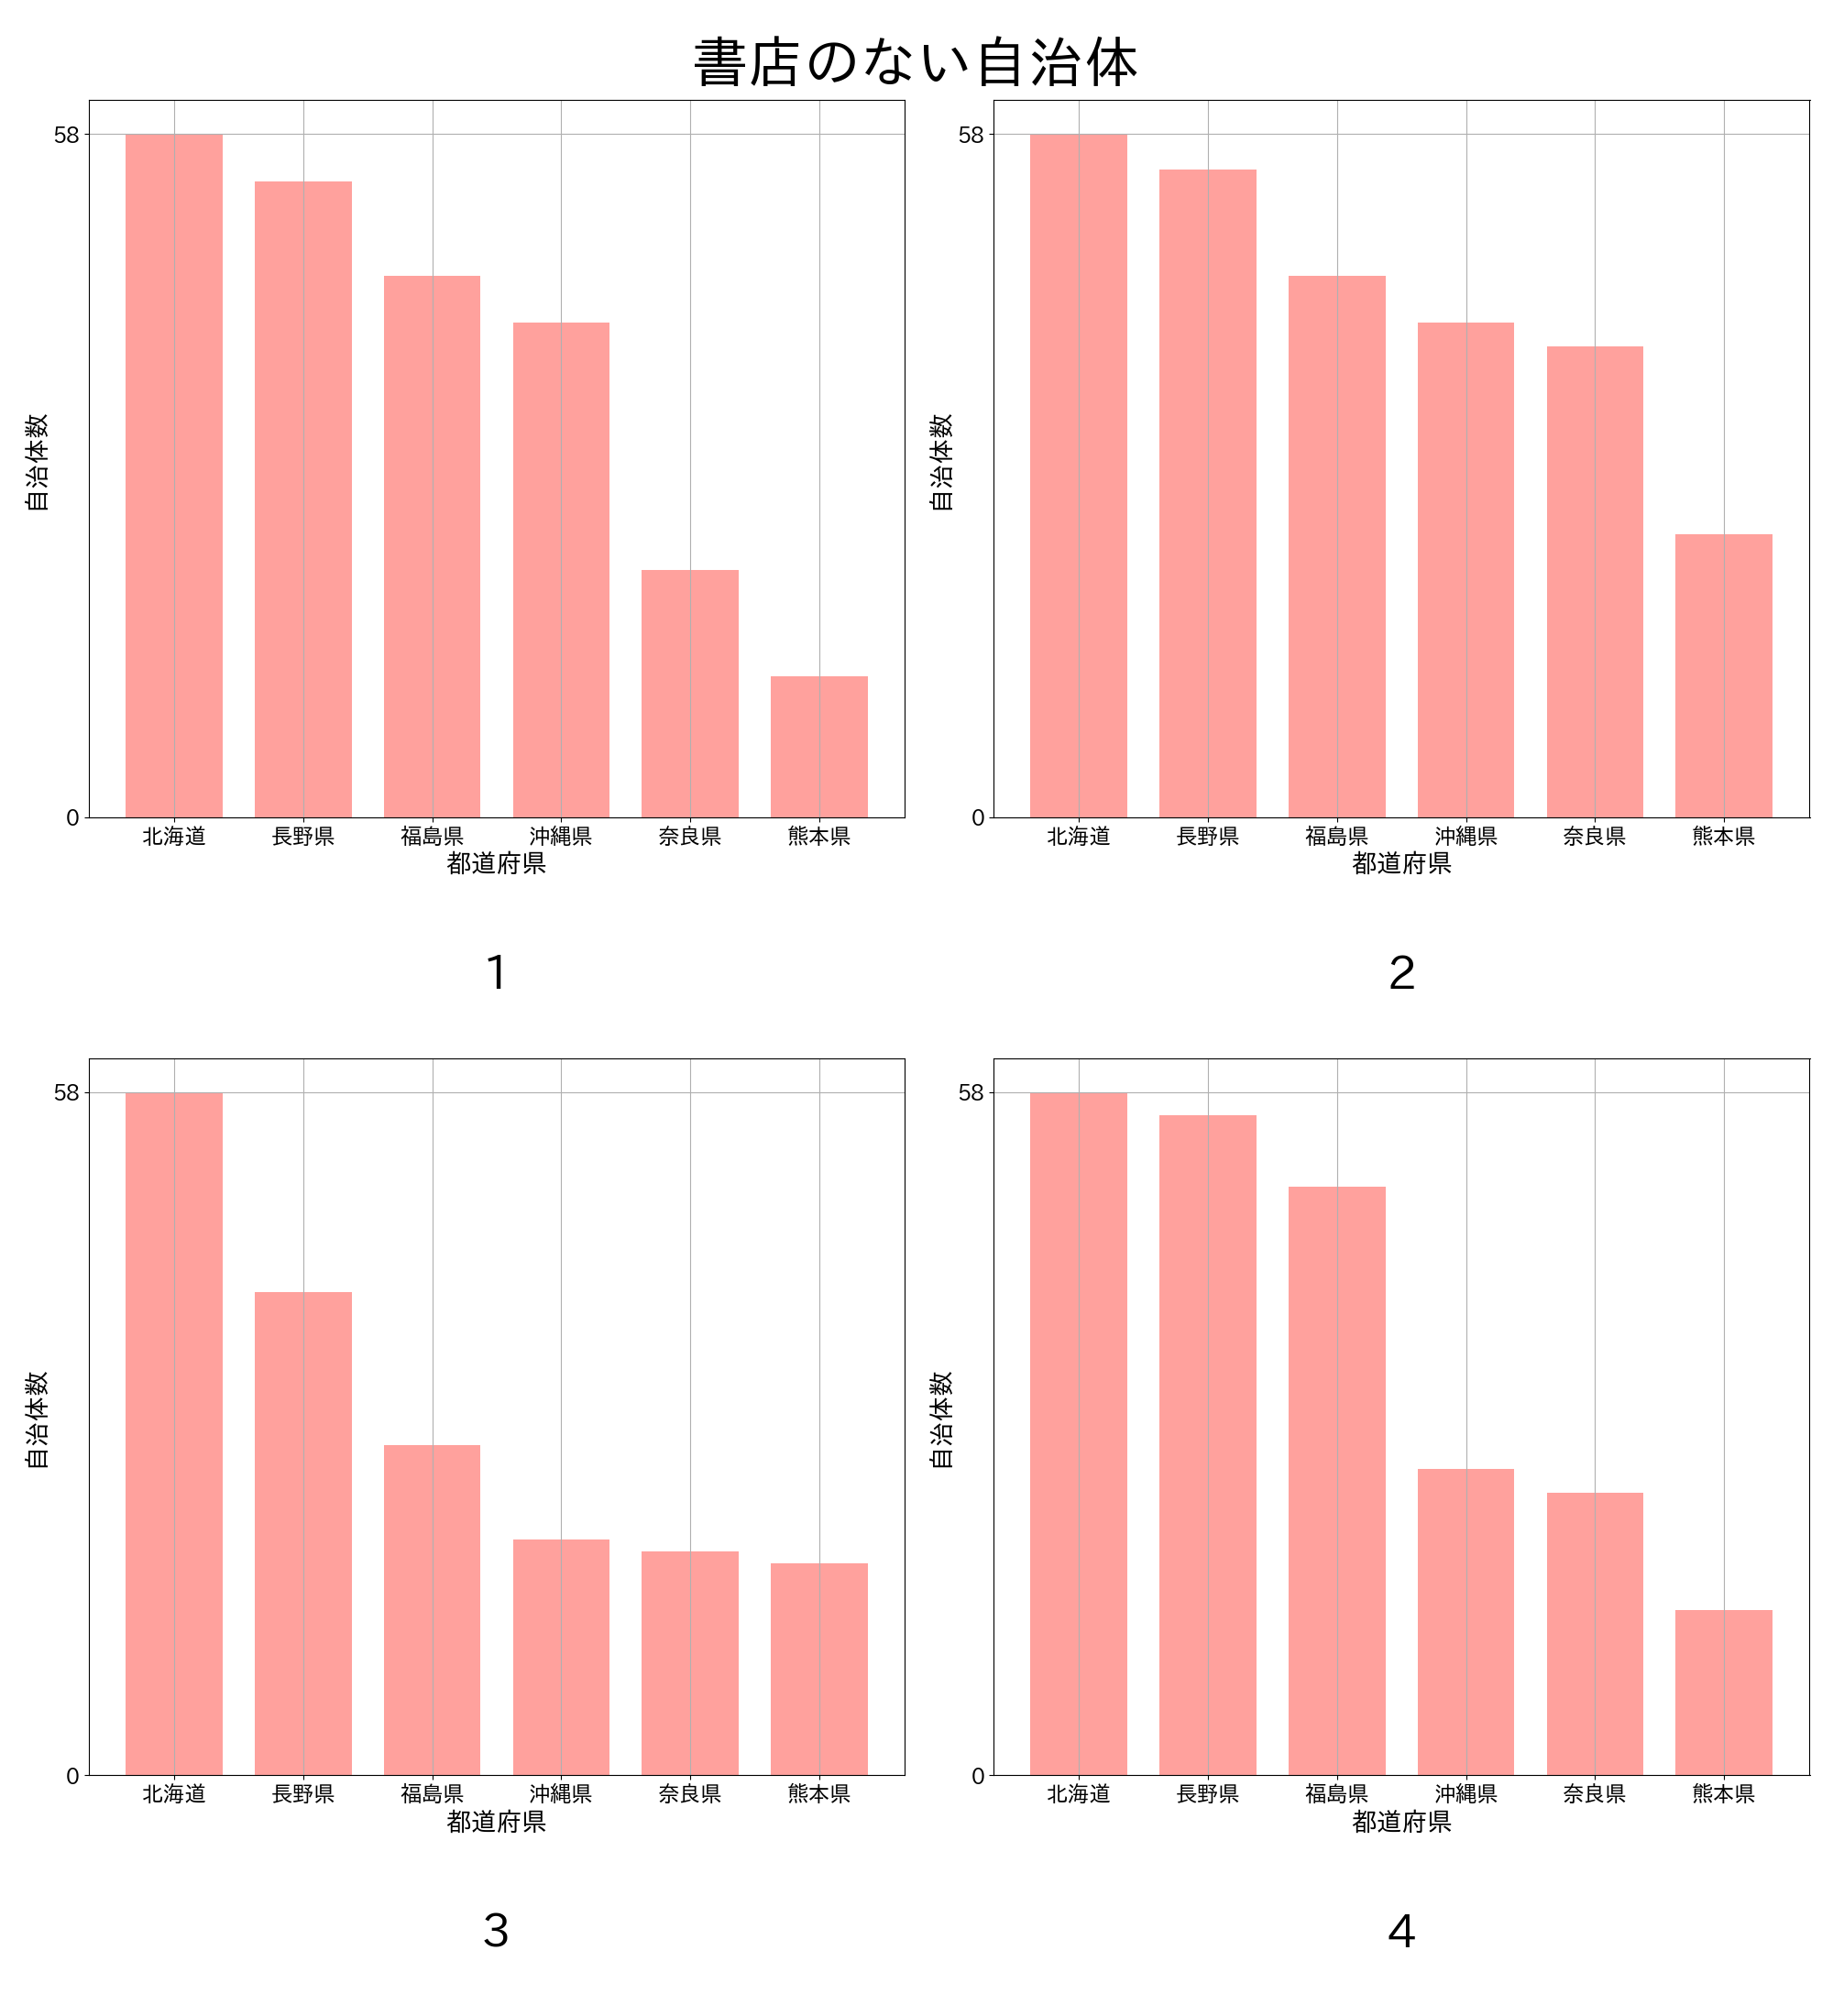 書店のない自治体
58
0
自治体数
北海道 長野県 福島県 沖縄県 奈良県 熊本県
都道府県
1
58
0
自治体数
北海道 長野県 福島県 沖縄県 奈良県 熊本県
都道府県
2
58
0
自治体数
北海道 長野県 福島県 沖縄県 奈良県 熊本県
都道府県
3
58
0
自治体数
北海道 長野県 福島県 沖縄県 奈良県 熊本県
都道府県
4